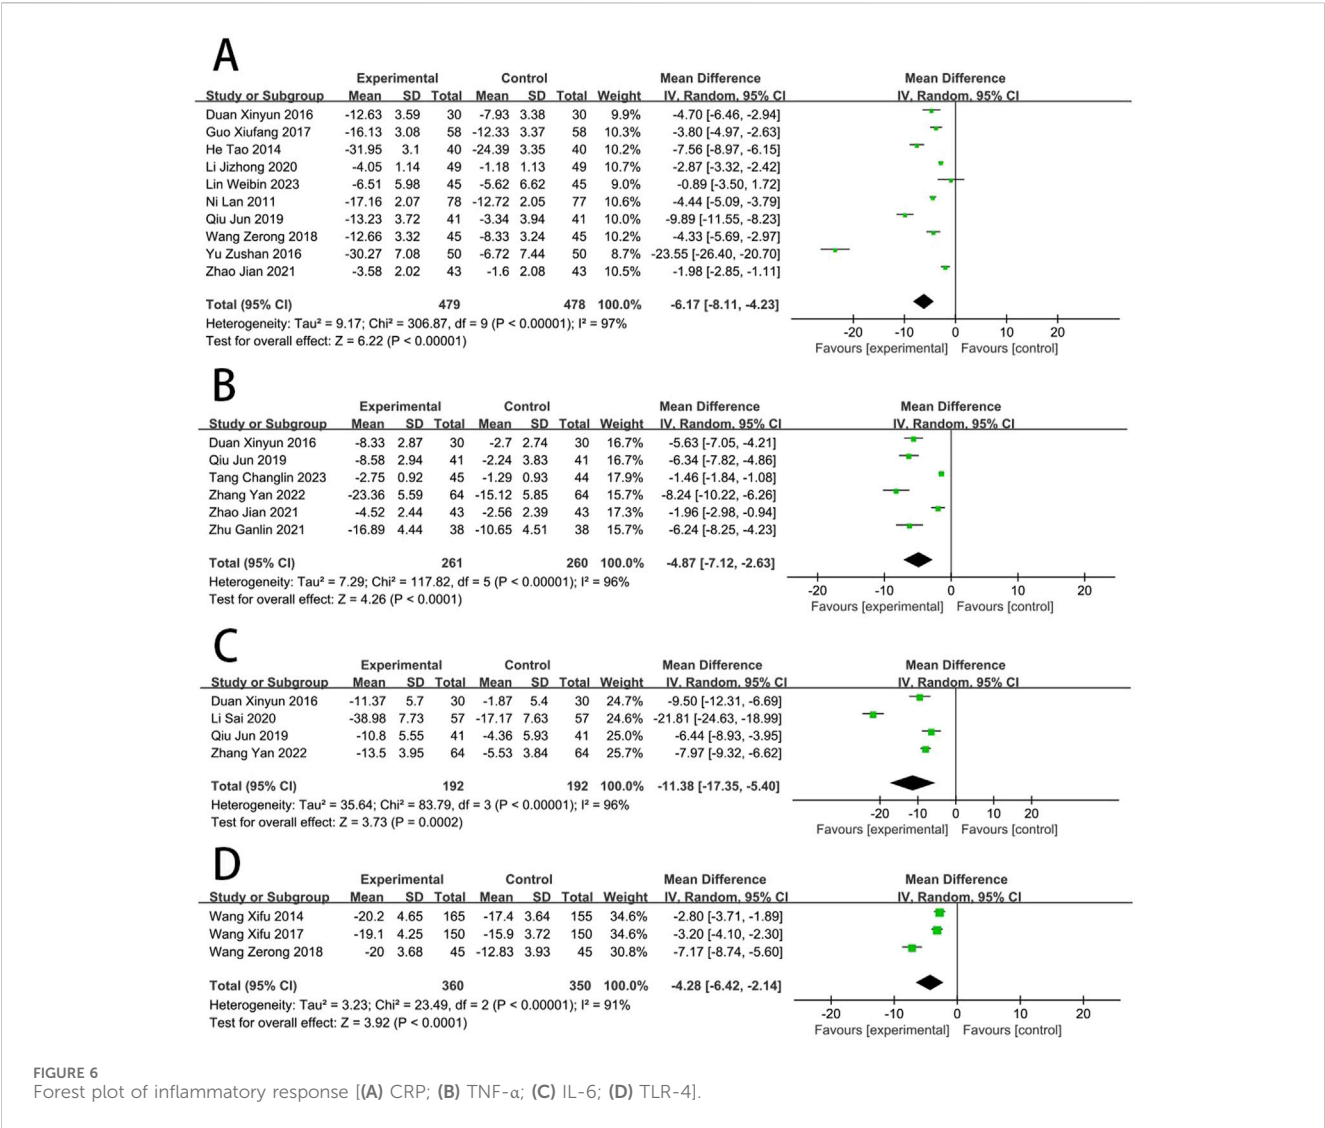 A
Experimental Control Mean Difference Mean Difference
Study or Subgroup Mean SD Total Mean SD Total Weight IV, Random, 95% CI IV, Random, 95% CI
Duan Xinyun 2016 -12.63 3.59 30 -7.93 3.38 30 9.9% -4.70 [-6.46, -2.94]
Guo Xiufang 2017 -16.13 3.08 58 -12.33 3.37 58 10.3% -3.80 [-4.97, -2.63]
He Tao 2014 -31.95 3.1 40 -24.39 3.35 40 10.2% -7.56 [-8.97, -6.15]
Li Jizhong 2020 -4.05 1.14 49 -1.18 1.13 49 10.7% -2.87 [-3.32, -2.42]
Lin Weibin 2023 -6.51 5.98 45 -5.62 6.62 45 9.0% -0.89 [-3.50, 1.72]
Ni Lan 2011 -17.16 2.07 78 -12.72 2.05 77 10.6% -4.44 [-5.09, -3.79]
Qiu Jun 2019 -13.23 3.72 41 -3.34 3.94 41 10.0% -9.89 [-11.55, -8.23]
Wang Zerong 2018 -12.66 3.32 45 -8.33 3.24 45 10.2% -4.33 [-5.69, -2.97]
Yu Zushan 2016 -30.27 7.08 50 -6.72 7.44 50 8.7% -23.55 [-26.40, -20.70]
Zhao Jian 2021 -3.58 2.02 43 -1.6 2.08 43 10.5% -1.98 [-2.85, -1.11]
Total (95% CI) 479 478 100.0% -6.17 [-8.11, -4.23]
Heterogeneity: Tau² = 9.17; Chi² = 306.87, df = 9 (P < 0.00001); I² = 97%
Test for overall effect: Z = 6.22 (P < 0.00001)
-20 -10 0 10 20
Favours [experimental] Favours [control]
B
Experimental Control Mean Difference Mean Difference
Study or Subgroup Mean SD Total Mean SD Total Weight IV, Random, 95% CI IV, Random, 95% CI
Duan Xinyun 2016 -8.33 2.87 30 -2.7 2.74 30 16.7% -5.63 [-7.05, -4.21]
Qiu Jun 2019 -8.58 2.94 41 -2.24 3.83 41 16.7% -6.34 [-7.82, -4.86]
Tang Changlin 2023 -2.75 0.92 45 -1.29 0.93 44 17.9% -1.46 [-1.84, -1.08]
Zhang Yan 2022 -23.36 5.59 64 -15.12 5.85 64 15.7% -8.24 [-10.22, -6.26]
Zhao Jian 2021 -4.52 2.44 43 -2.56 2.39 43 17.3% -1.96 [-2.98, -0.94]
Zhu Ganlin 2021 -16.89 4.44 38 -10.65 4.51 38 15.7% -6.24 [-8.25, -4.23]
Total (95% CI) 261 260 100.0% -4.87 [-7.12, -2.63]
Heterogeneity: Tau² = 7.29; Chi² = 117.82, df = 5 (P < 0.00001); I² = 96%
Test for overall effect: Z = 4.26 (P < 0.0001)
-20 -10 0 10 20
Favours [experimental] Favours [control]
C
Experimental Control Mean Difference Mean Difference
Study or Subgroup Mean SD Total Mean SD Total Weight IV, Random, 95% CI IV, Random, 95% CI
Duan Xinyun 2016 -11.37 5.7 30 -1.87 5.4 30 24.7% -9.50 [-12.31, -6.69]
Li Sai 2020 -38.98 7.73 57 -17.17 7.63 57 24.6% -21.81 [-24.63, -18.99]
Qiu Jun 2019 -10.8 5.55 41 -4.36 5.93 41 25.0% -6.44 [-8.93, -3.95]
Zhang Yan 2022 -13.5 3.95 64 -5.53 3.84 64 25.7% -7.97 [-9.32, -6.62]
Total (95% CI) 192 192 100.0% -11.38 [-17.35, -5.40]
Heterogeneity: Tau² = 35.64; Chi² = 83.79, df = 3 (P < 0.00001); I² = 96%
Test for overall effect: Z = 3.73 (P = 0.0002)
-20 -10 0 10 20
Favours [experimental] Favours [control]
D
Experimental Control Mean Difference Mean Difference
Study or Subgroup Mean SD Total Mean SD Total Weight IV, Random, 95% CI IV, Random, 95% CI
Wang Xifu 2014 -20.2 4.65 165 -17.4 3.64 155 34.6% -2.80 [-3.71, -1.89]
Wang Xifu 2017 -19.1 4.25 150 -15.9 3.72 150 34.6% -3.20 [-4.10, -2.30]
Wang Zerong 2018 -20 3.68 45 -12.83 3.93 45 30.8% -7.17 [-8.74, -5.60]
Total (95% CI) 360 350 100.0% -4.28 [-6.42, -2.14]
Heterogeneity: Tau² = 3.23; Chi² = 23.49, df = 2 (P < 0.00001); I² = 91%
Test for overall effect: Z = 3.92 (P < 0.0001)
-20 -10 0 10 20
Favours [experimental] Favours [control]
FIGURE 6
Forest plot of inflammatory response [(A) CRP; (B) TNF-α; (C) IL-6; (D) TLR-4].